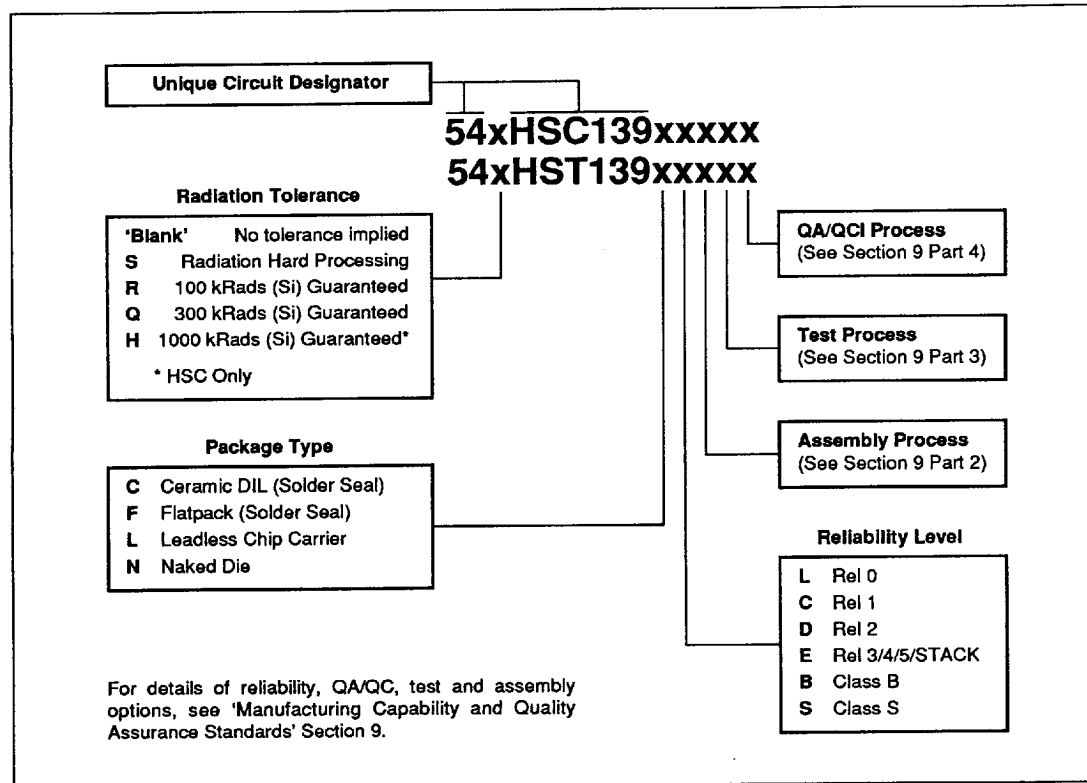 Unique Circuit Designator
54xHSC139xxxxx
54xHST139xxxxx
Radiation Tolerance
'Blank' No tolerance implied
S Radiation Hard Processing
R 100 kRads (Si) Guaranteed
Q 300 kRads (Si) Guaranteed
H 1000 kRads (Si) Guaranteed*
* HSC Only
Package Type
C Ceramic DIL (Solder Seal)
F Flatpack (Solder Seal)
L Leadless Chip Carrier
N Naked Die
For details of reliability, QA/QC, test and assembly
options, see 'Manufacturing Capability and Quality
Assurance Standards' Section 9.
QA/QCI Process
(See Section 9 Part 4)
Test Process
(See Section 9 Part 3)
Assembly Process
(See Section 9 Part 2)
Reliability Level
L Rel 0
C Rel 1
D Rel 2
E Rel 3/4/5/STACK
B Class B
S Class S